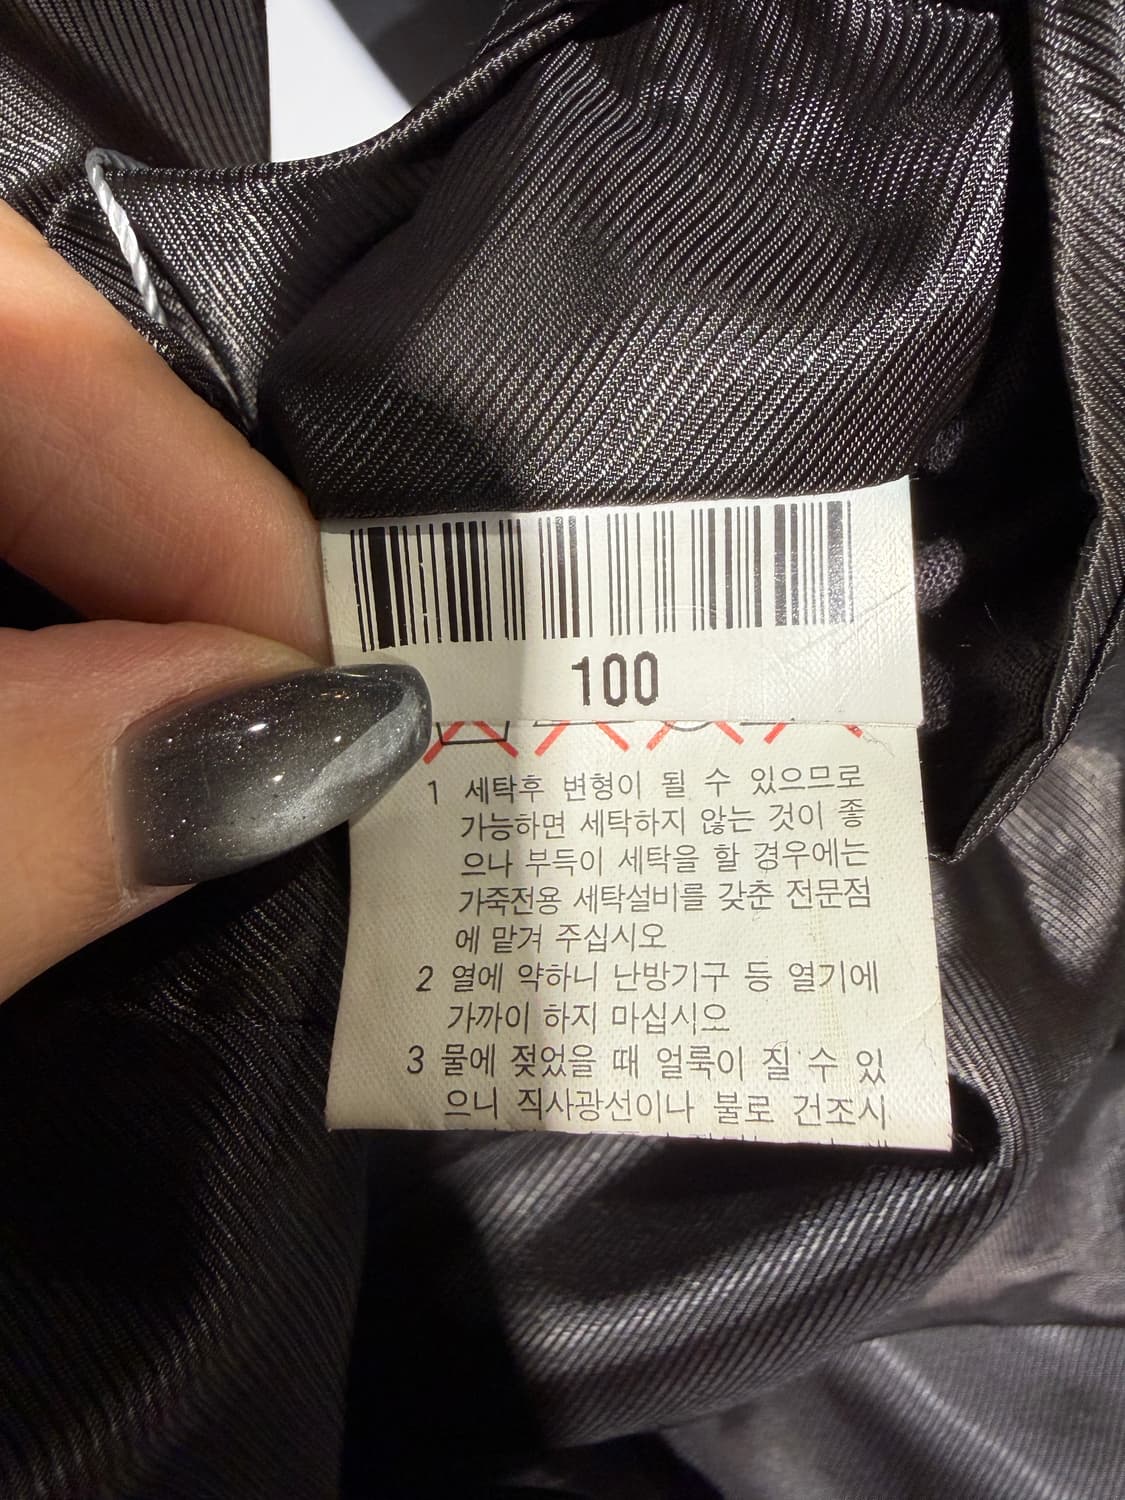 100
1 세탁후 변형이 될 수 있으므로
가능하면 세탁하지 않는 것이 좋
으나 부득이 세탁을 할 경우에는
가죽전용 세탁설비를 갖춘 전문점
에 맡겨 주십시오
2 열에 약하니 난방기구 등 열기에
가까이 하지 마십시오
3 물에 젖었을 때 얼룩이 질 수 있
으니 직사광선이나 불로 건조시